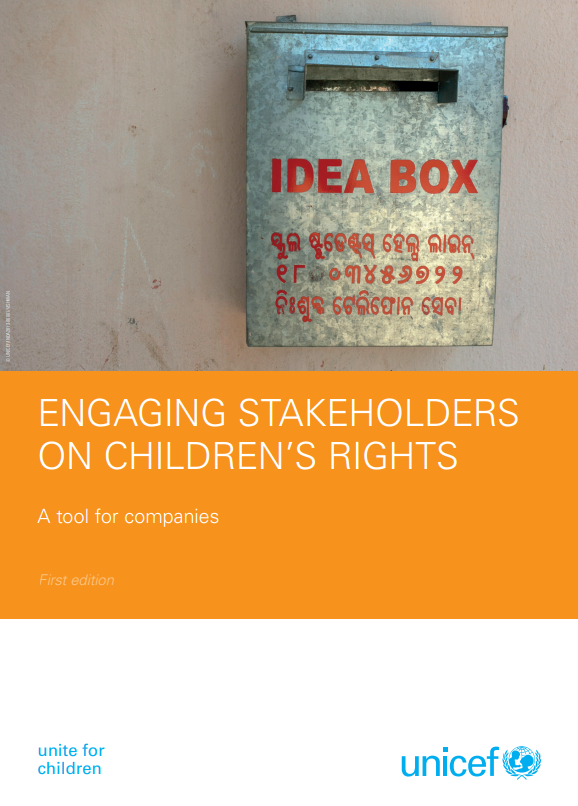 IDEA BOX
ସ୍କୁଲ ଷ୍ଟୁଡେଣ୍ଟସ୍ ହେଲ୍ପ ଲାଇନ୍
ନିଃଶୁଳ୍କ ଟେଲିଫୋନ ସେବା
ENGAGING STAKEHOLDERS
ON CHILDREN'S RIGHTS
A tool for companies
First edition
unite for
children
unicef